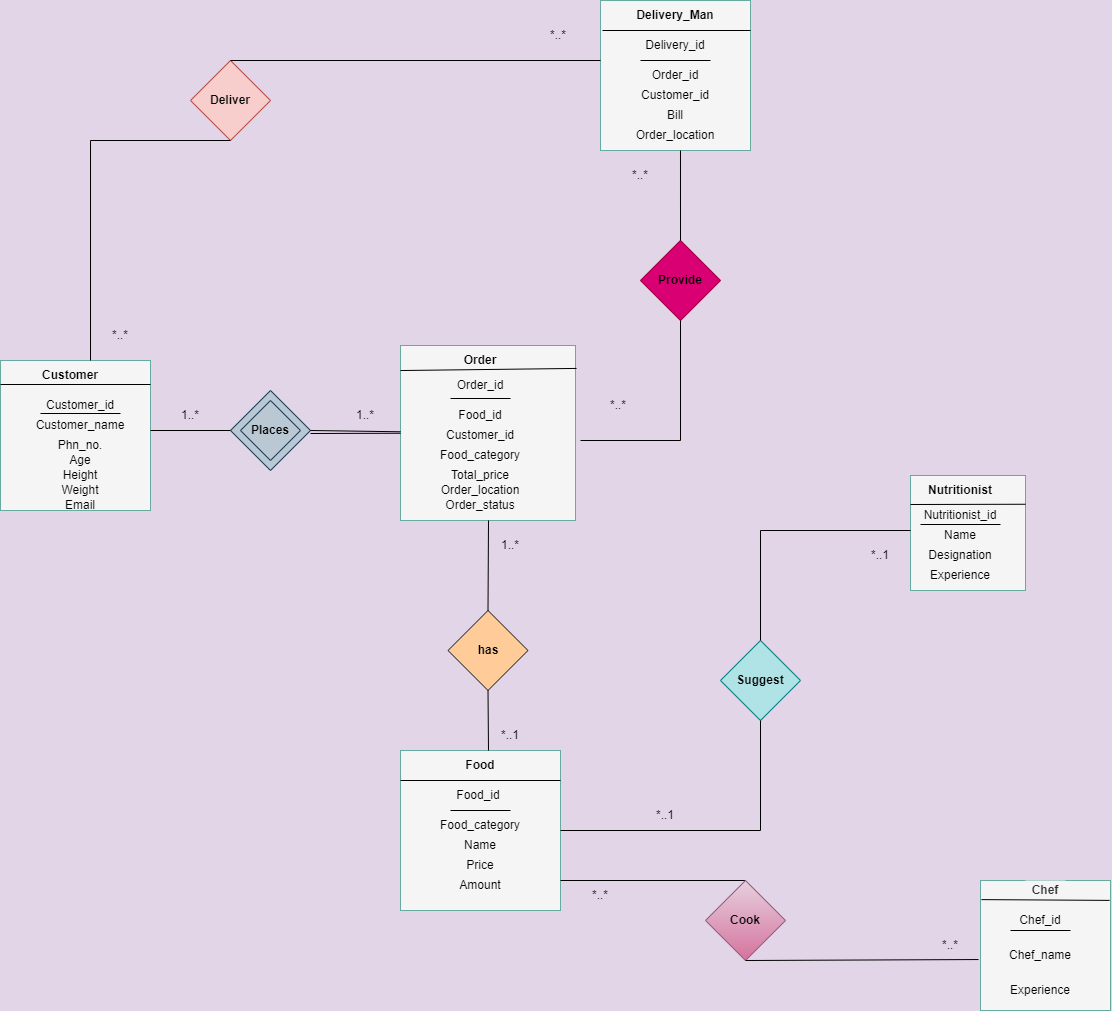 Delivery_Man
*..*
Delivery_id
Order_id
Customer_id
Bill
Order_location
Deliver
*..*
Provide
*..*
Customer
Customer_id
Customer_name
Phn_no.
Age
Height
Weight
Email
1..*
Places
1..*
Order
Order_id
Food_id
Customer_id
Food_category
Total_price
Order_location
Order_status
*..*
1..*
has
*..1
Nutritionist
Nutritionist_id
Name
Designation
Experience
*..1
Suggest
*..1
Food
Food_id
Food_category
Name
Price
Amount
*..*
Cook
*..*
Chef
Chef_id
Chef_name
Experience